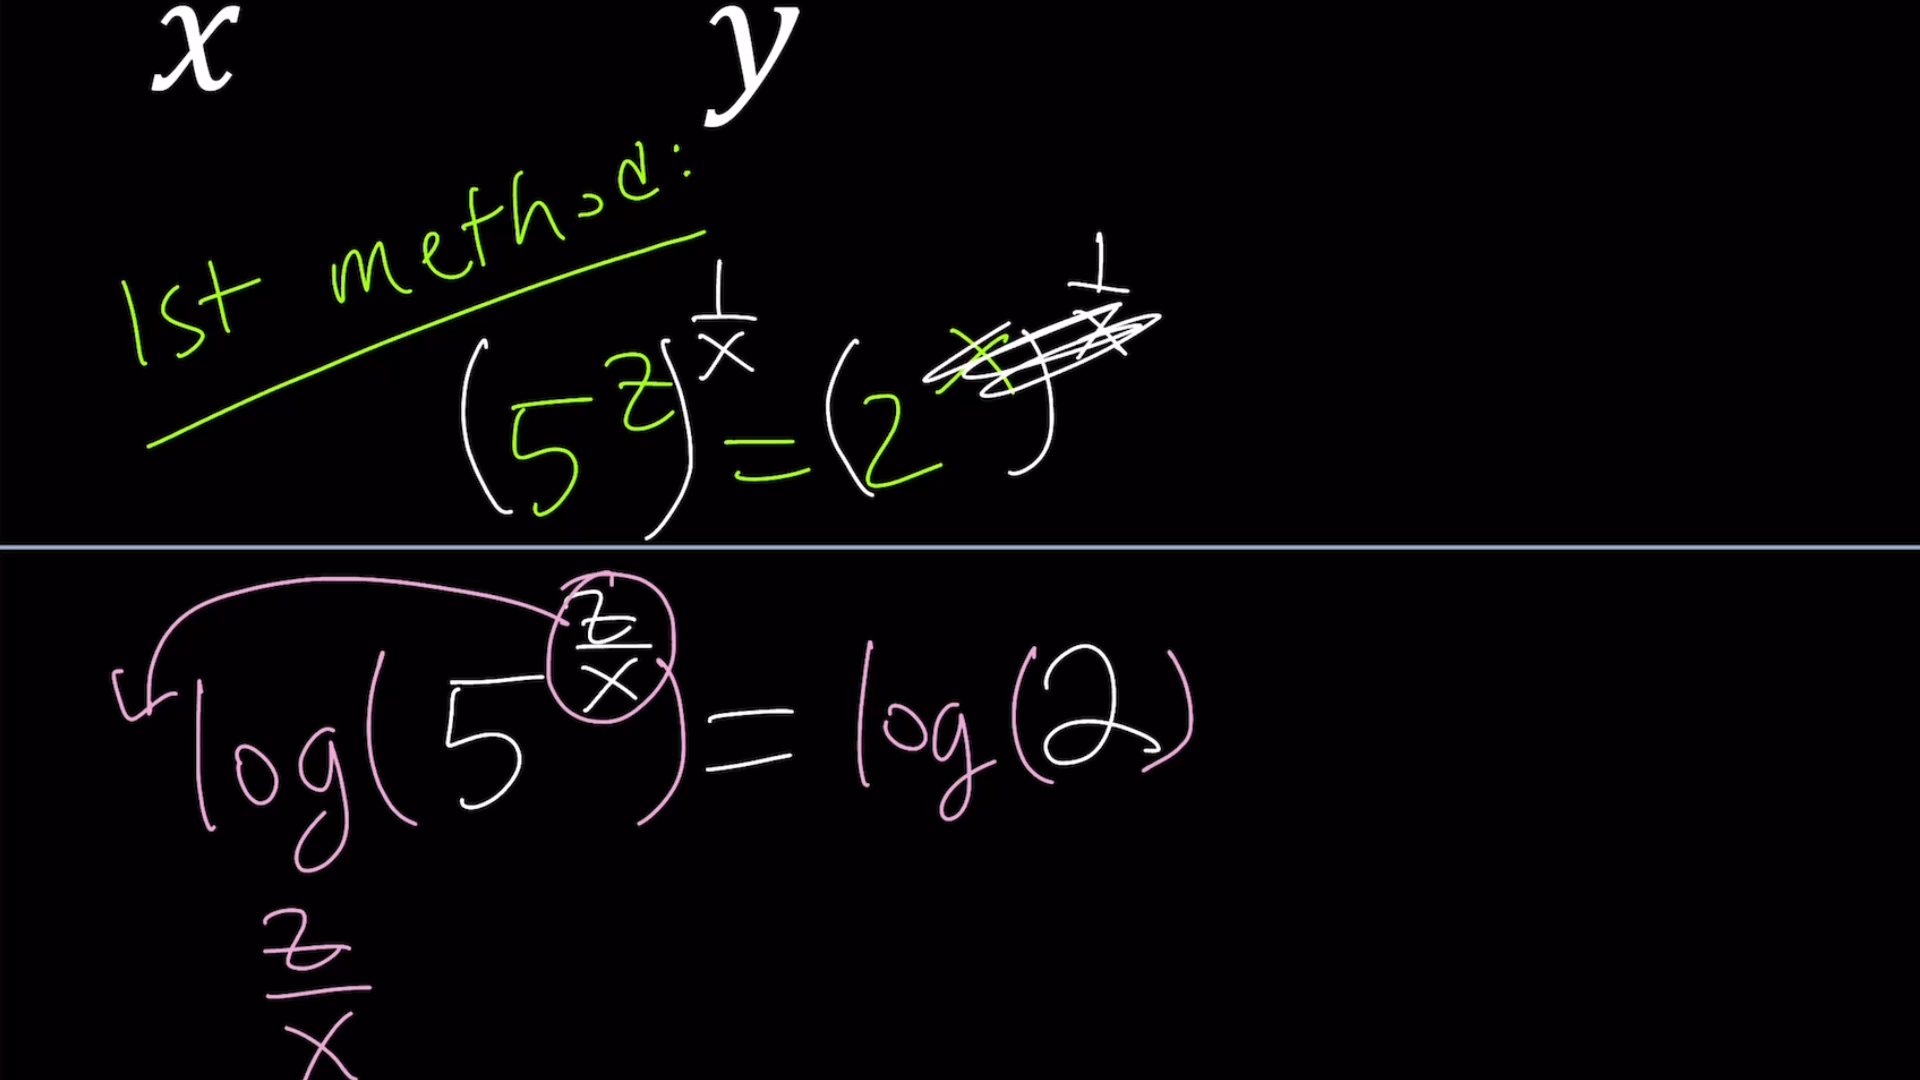 x y
1st method:
(5^z)^(1/x) = (2^x)^(1/x)
log(5^(z/x)) = log(2)
z/x